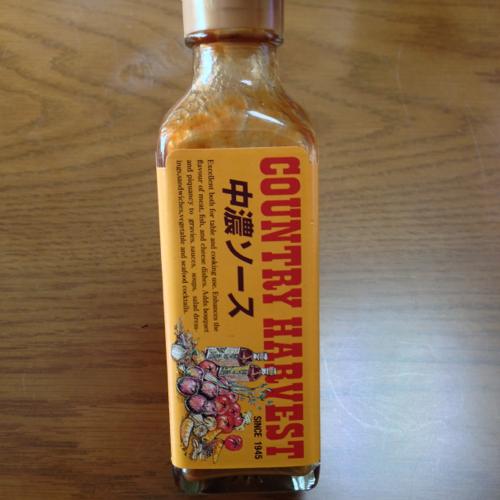 COUNTRY HARVEST
SINCE 1945
中濃ソース
Excellent both for table and cooking use. Enhances the
flavour of meat, fish, and cheese dishes. Adds bouquet
and piquancy to gravies, sauces, soups, salad dress-
ings,sandwiches,vegetable and seafood cocktails.